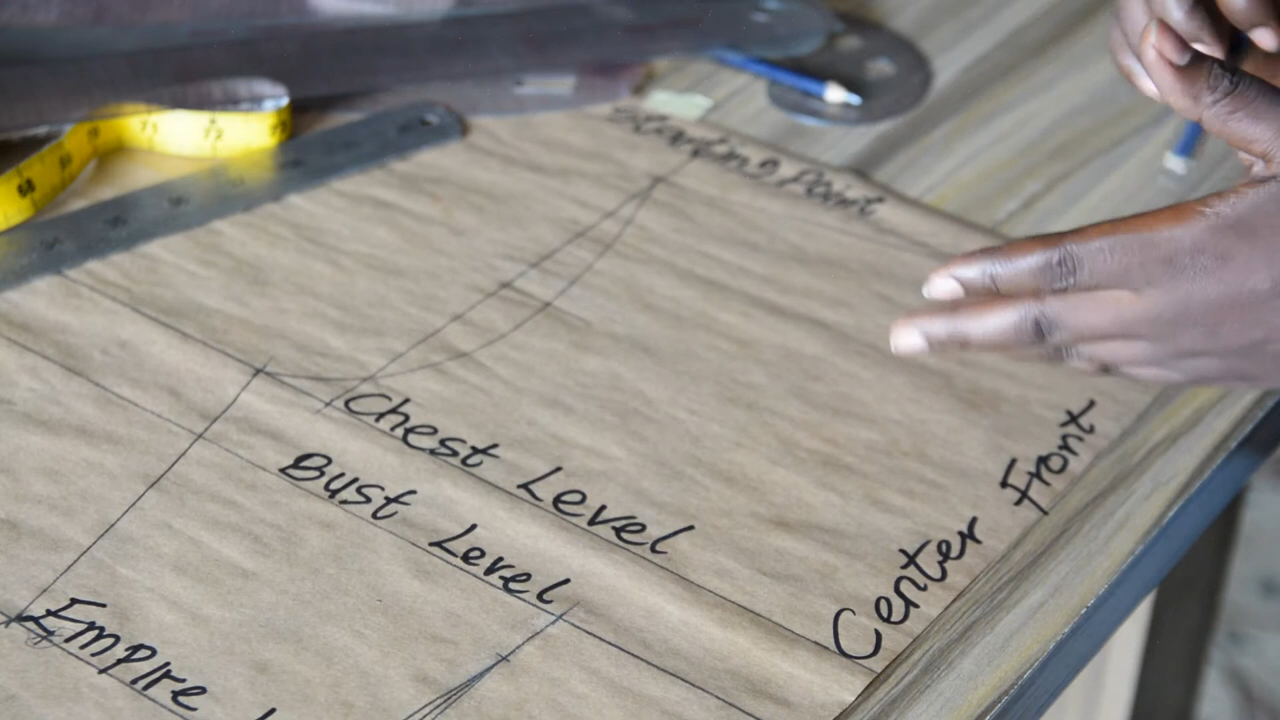 Starting Point
Chest Level
Bust Level
Center Front
Empire